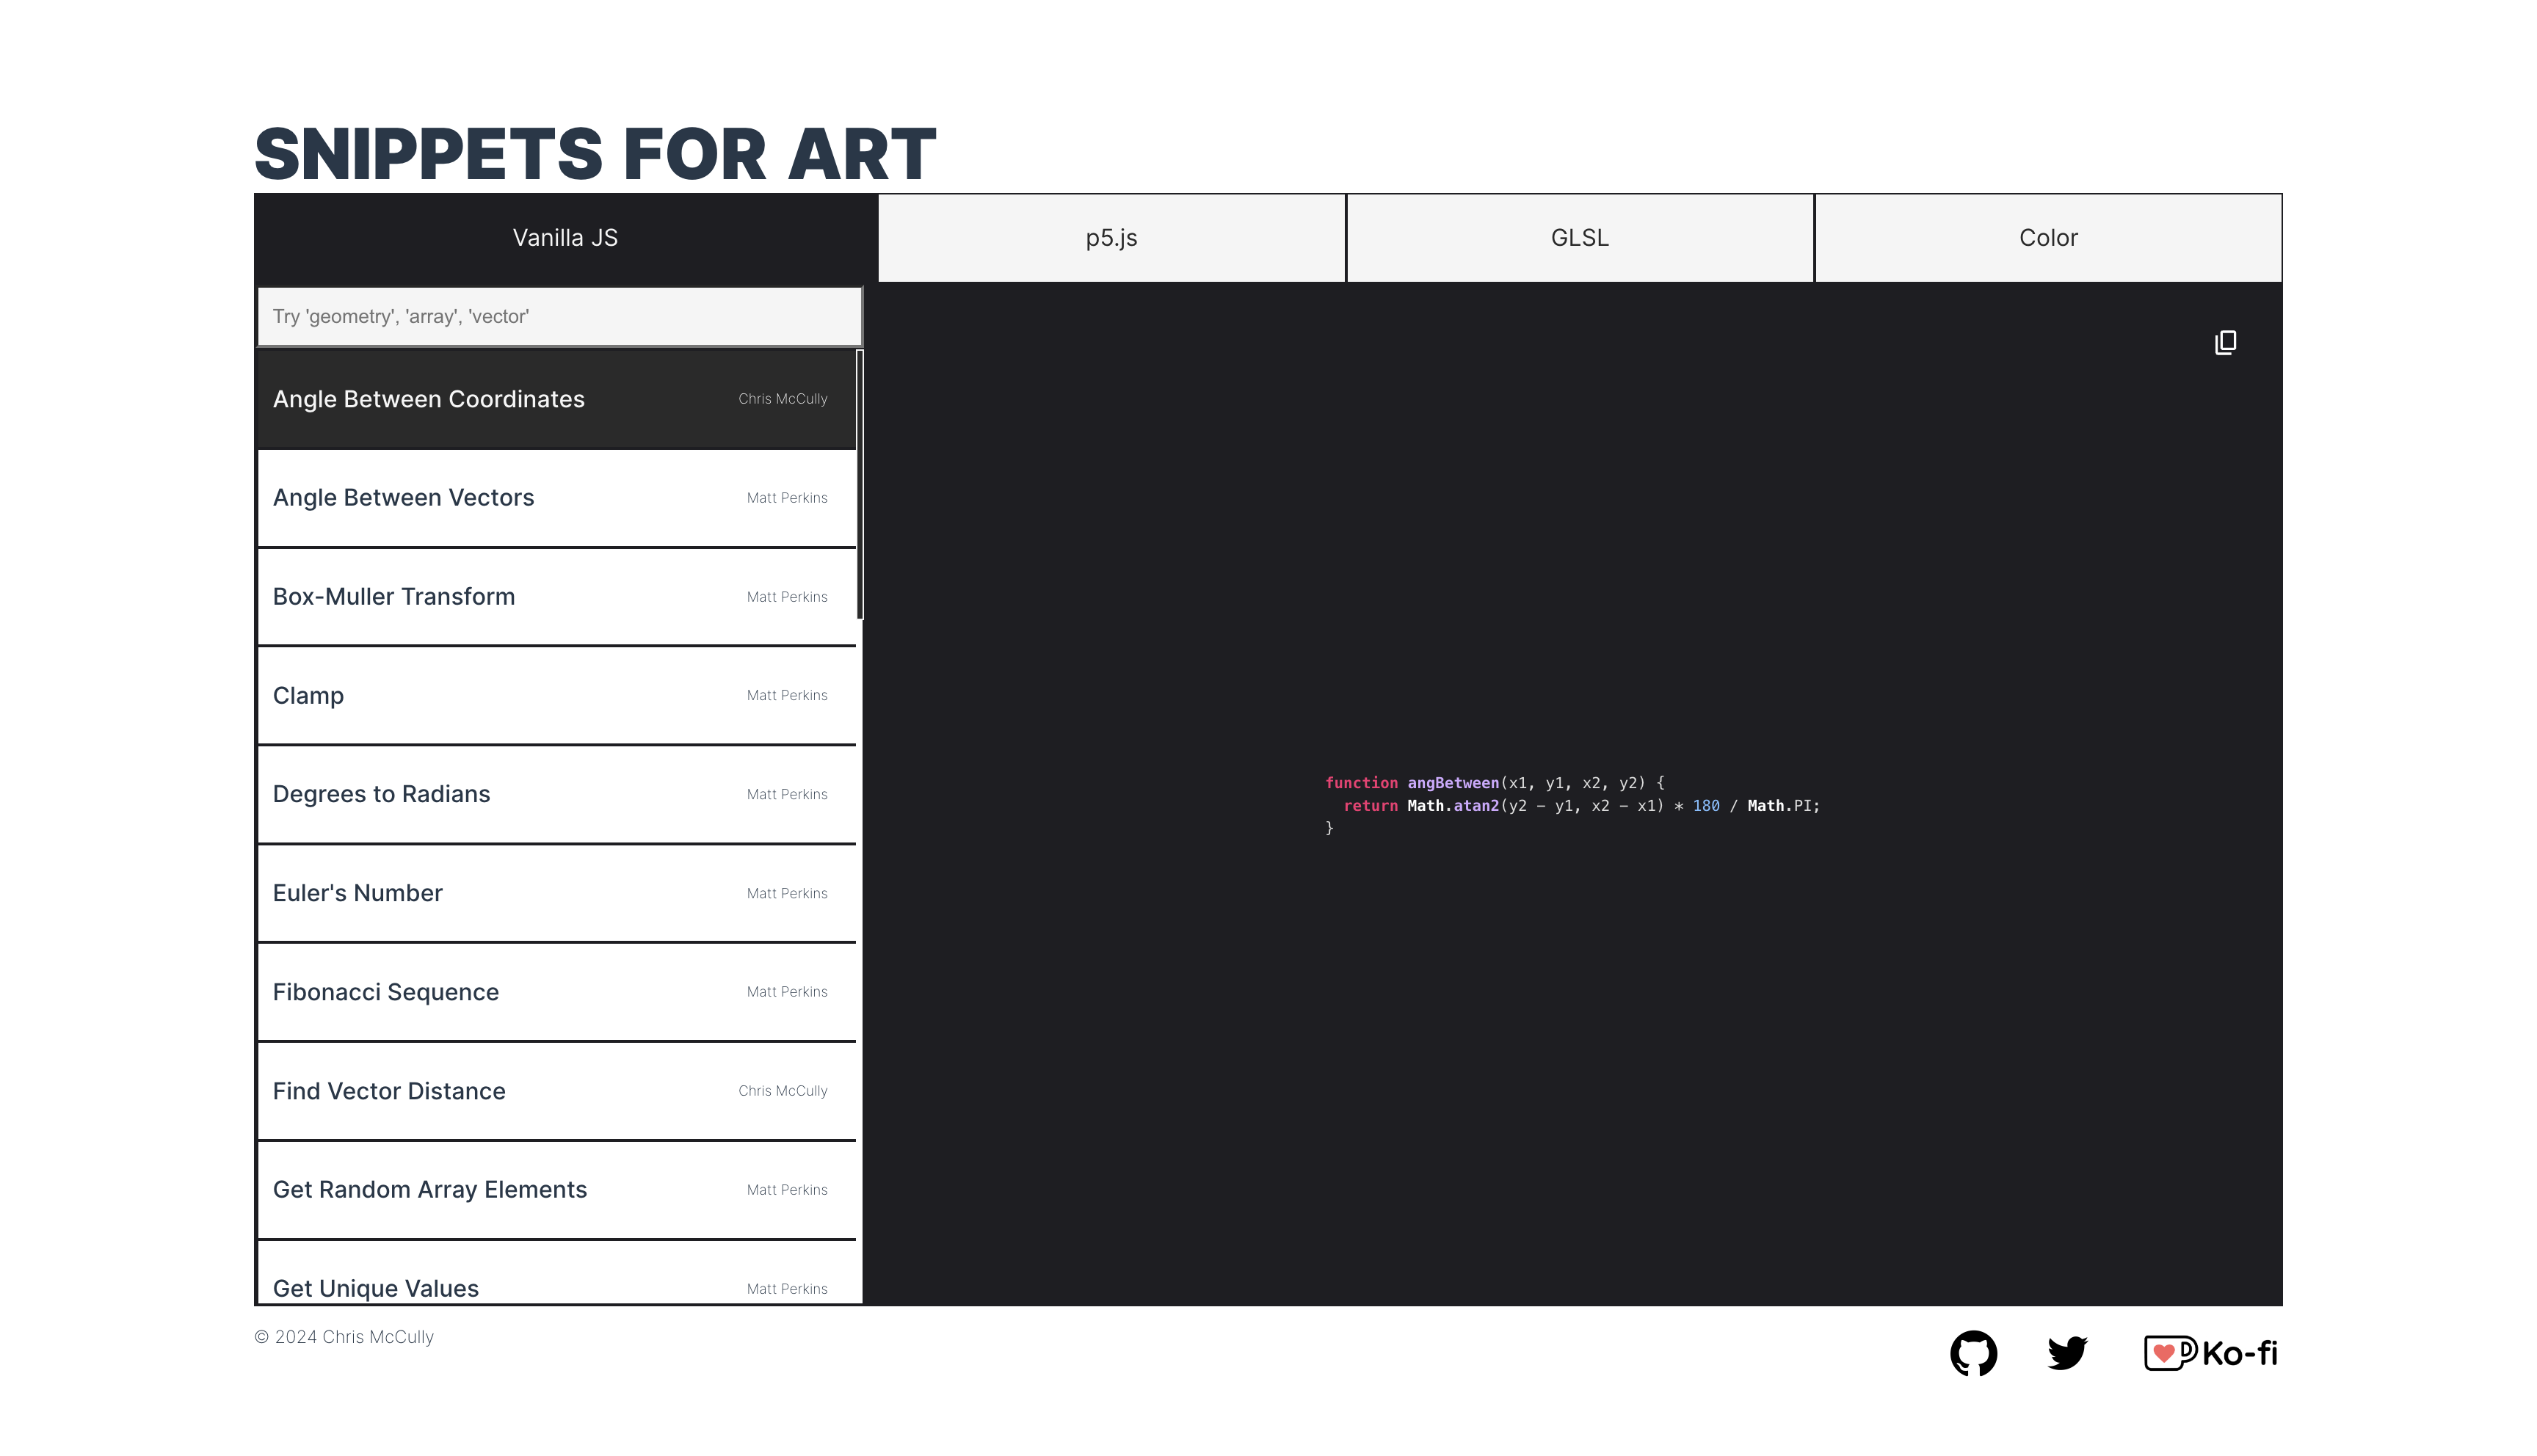 SNIPPETS FOR ART
Vanilla JS
p5.js
GLSL
Color
Try 'geometry', 'array', 'vector'
Angle Between Coordinates Chris McCully
Angle Between Vectors Matt Perkins
Box-Muller Transform Matt Perkins
Clamp Matt Perkins
Degrees to Radians Matt Perkins
Euler's Number Matt Perkins
Fibonacci Sequence Matt Perkins
Find Vector Distance Chris McCully
Get Random Array Elements Matt Perkins
Get Unique Values Matt Perkins
function angBetween(x1, y1, x2, y2) {
  return Math.atan2(y2 - y1, x2 - x1) * 180 / Math.PI;
}
© 2024 Chris McCully
Ko-fi